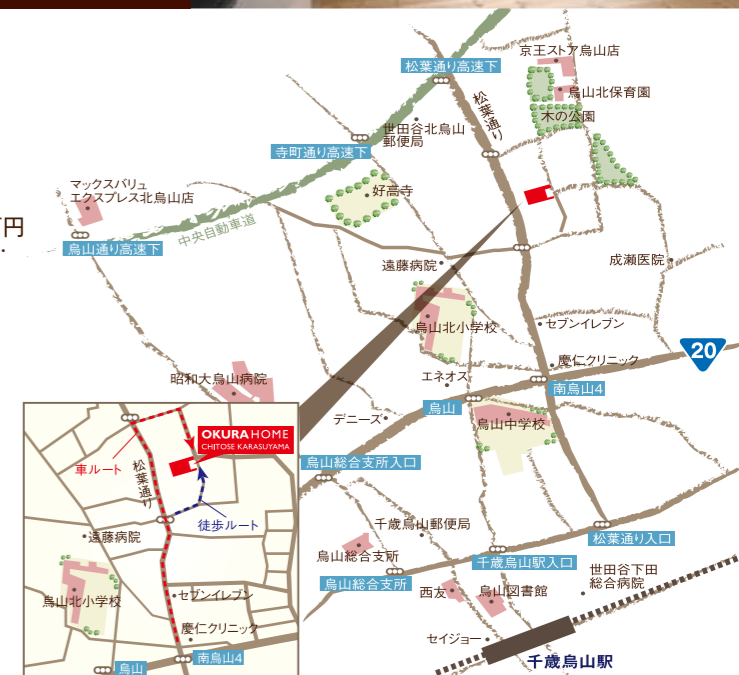 京王ストア烏山店
松葉通り高速下
烏山北保育園
松葉通り
木の公園
世田谷北烏山
郵便局
寺町通り高速下
マックスバリュ
エクスプレス北烏山店
好高寺
円
中央自動車道
烏山通り高速下
遠藤病院
成瀬医院
烏山北小学校
セブンイレブン
20
慶仁クリニック
昭和大烏山病院
エネオス
南烏山4
烏山
デニーズ
烏山中学校
OKURA HOME
CHITOSE KARASUYAMA
車ルート
松葉通り
烏山総合支所入口
徒歩ルート
千歳烏山郵便局
遠藤病院
松葉通り入口
烏山総合支所
千歳烏山駅入口
世田谷下田
総合病院
烏山総合支所
西友
烏山図書館
烏山北小学校
セブンイレブン
慶仁クリニック
セイジョー
南烏山4
烏山
千歳烏山駅